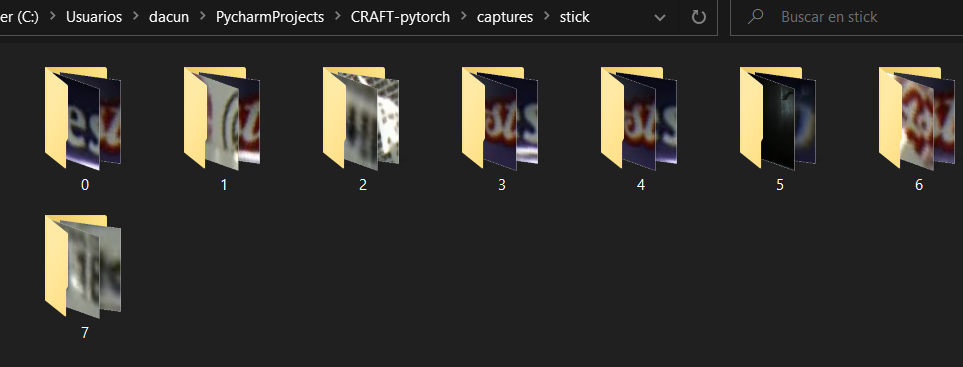 er (C:) > Usuarios > dacun > PycharmProjects > CRAFT-pytorch > captures > stick
Buscar en stick
0 1 2 3 4 5 6
7